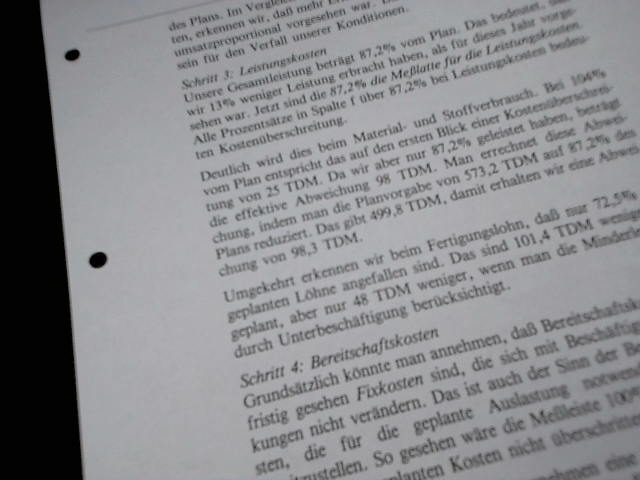 des Plans. Im Vergleich
ten, erkennen wir, daß mehr
umsatzproportional vorgesehen war.
sein für den Verfall unserer Konditionen.
Schritt 3: Leistungskosten
Unsere Gesamtleistung beträgt 87,2% vom Plan. Das bedeutet,
wir 13% weniger Leistung erbracht haben, als für dieses Jahr vorge-
sehen war. Jetzt sind die 87,2% die Meßlatte für die Leistungskosten.
Alle Prozentsätze in Spalte f über 87,2% bei Leistungskosten bedeu-
ten Kostenüberschreitung.
Deutlich wird dies beim Material- und Stoffverbrauch. Bei 104%
vom Plan entspricht das auf den ersten Blick einer Kostenüberschrei-
tung von 25 TDM. Da wir aber nur 87,2% geleistet haben, beträgt
die effektive Abweichung 98 TDM. Man errechnet diese Abwei-
chung, indem man die Planvorgabe von 573,2 TDM auf 87,2% des
Plans reduziert. Das gibt 499,8 TDM, damit erhalten wir eine Abwei-
chung von 98,3 TDM.
Umgekehrt erkennen wir beim Fertigungslohn, daß nur 72,5%
geplanten Löhne angefallen sind. Das sind 101,4 TDM weniger
geplant, aber nur 48 TDM weniger, wenn man die Minderle
durch Unterbeschäftigung berücksichtigt.
Schritt 4: Bereitschaftskosten
Grundsätzlich könnte man annehmen, daß Bereitschaftsk
fristig gesehen Fixkosten sind, die sich mit Beschäftig
kungen nicht verändern. Das ist auch der Sinn der Be
sten, die für die geplante Auslastung notwend
zustellen. So gesehen wäre die Meßleiste 100%
planten Kosten nicht überschritte
nehmen eine